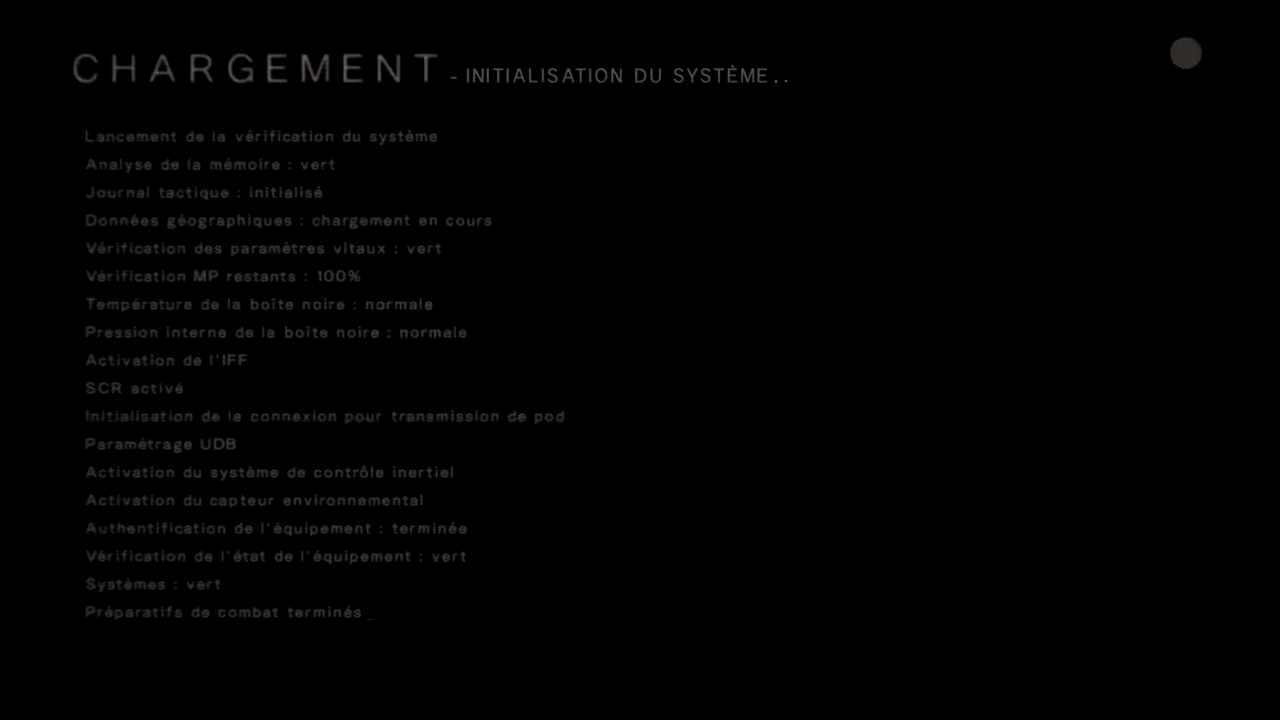 CHARGEMENT - INITIALISATION DU SYSTÈME..
Lancement de la vérification du système
Analyse de la mémoire : vert
Journal tactique : initialisé
Données géographiques : chargement en cours
Vérification des paramètres vitaux : vert
Vérification MP restants : 100%
Température de la boîte noire : normale
Pression interne de la boîte noire : normale
Activation de l'IFF
SCR activé
Initialisation de la connexion pour transmission de pod
Paramétrage UDB
Activation du système de contrôle inertiel
Activation du capteur environnemental
Authentification de l'équipement : terminée
Vérification de l'état de l'équipement : vert
Systèmes : vert
Préparatifs de combat terminés _